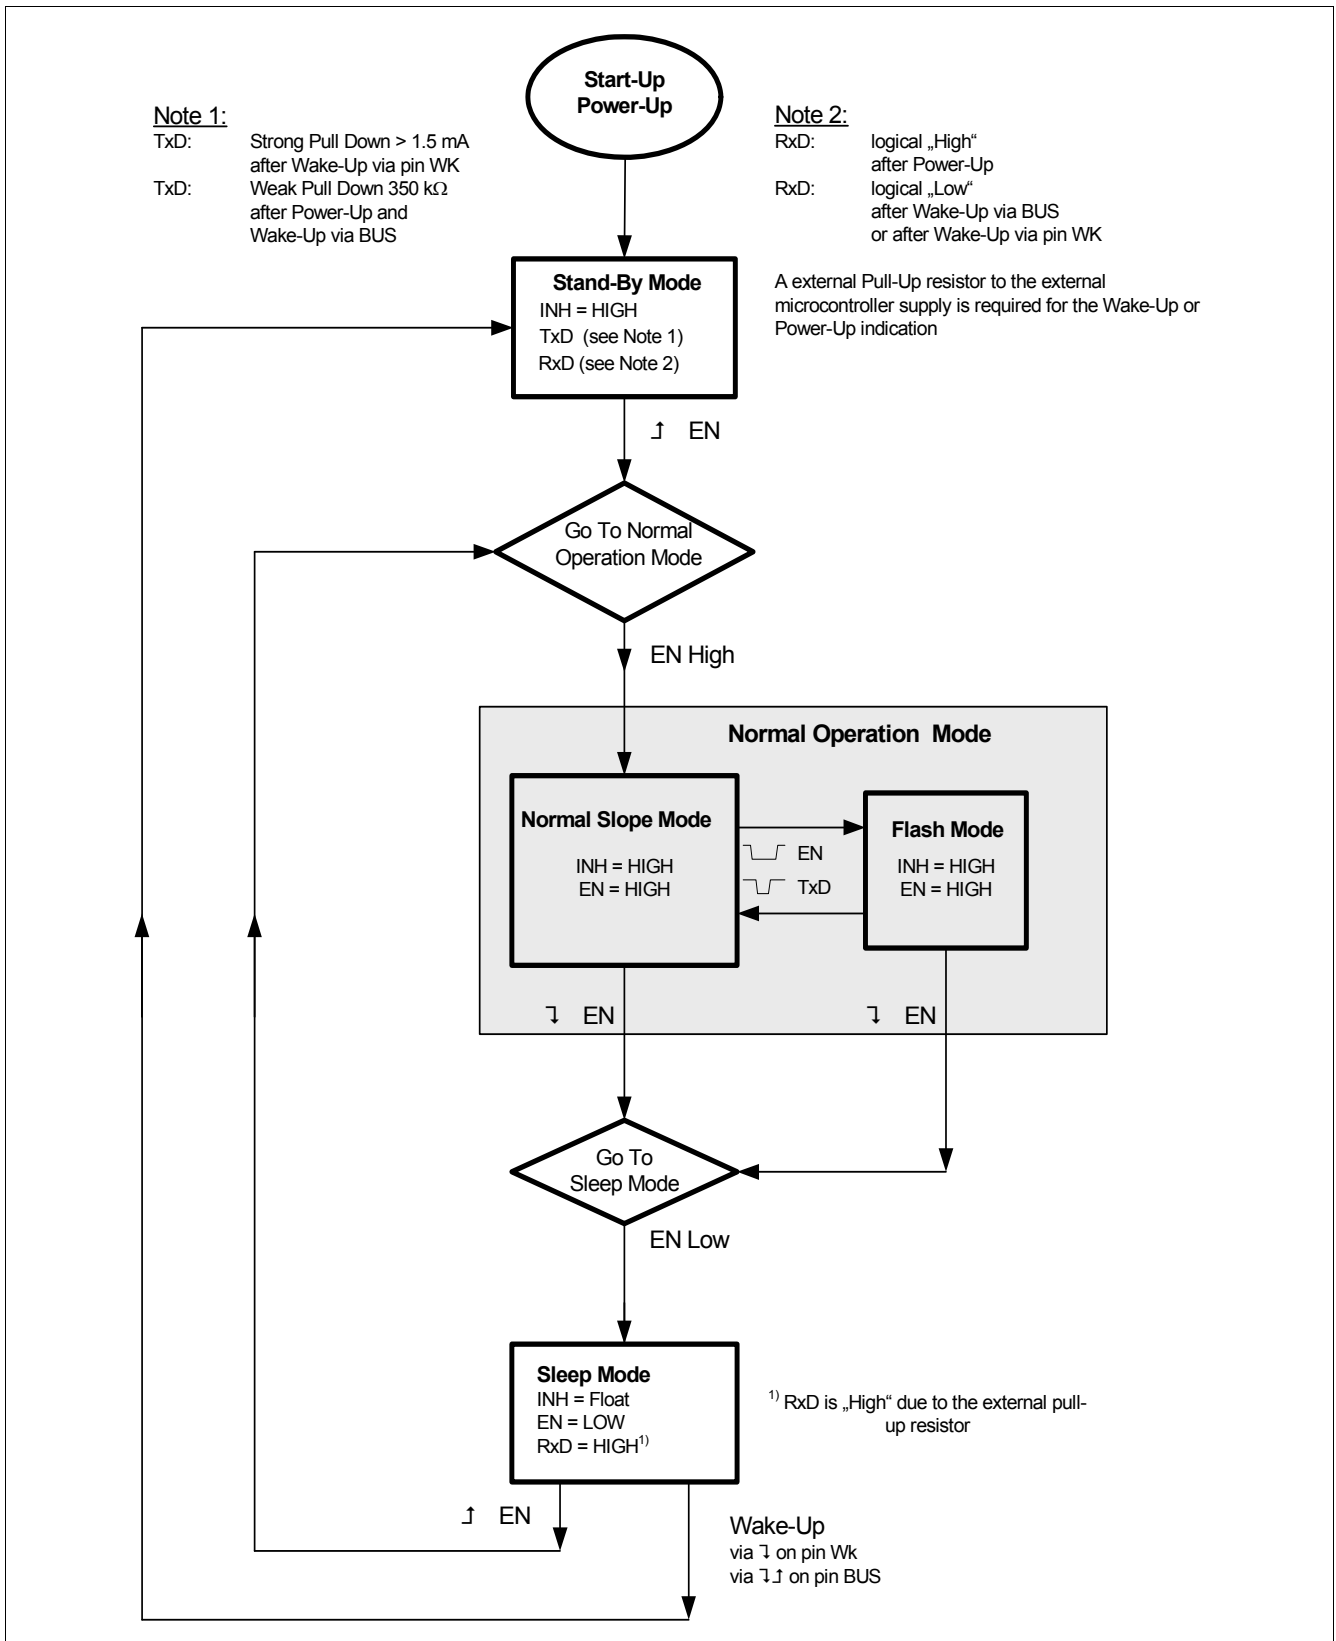 Start-Up
Power-Up
Note 1:
TxD: Strong Pull Down > 1.5 mA
after Wake-Up via pin WK
TxD: Weak Pull Down 350 kΩ
after Power-Up and
Wake-Up via BUS
Note 2:
RxD: logical „High“
after Power-Up
RxD: logical „Low“
after Wake-Up via BUS
or after Wake-Up via pin WK
A external Pull-Up resistor to the external
microcontroller supply is required for the Wake-Up or
Power-Up indication
Stand-By Mode
INH = HIGH
TxD (see Note 1)
RxD (see Note 2)
EN
Go To Normal
Operation Mode
EN High
Normal Operation Mode
Normal Slope Mode
INH = HIGH
EN = HIGH
EN
TxD
Flash Mode
INH = HIGH
EN = HIGH
EN
EN
Go To
Sleep Mode
EN Low
Sleep Mode
INH = Float
EN = LOW
RxD = HIGH1)
1) RxD is „High“ due to the external pull-
up resistor
EN
Wake-Up
via on pin Wk
via on pin BUS